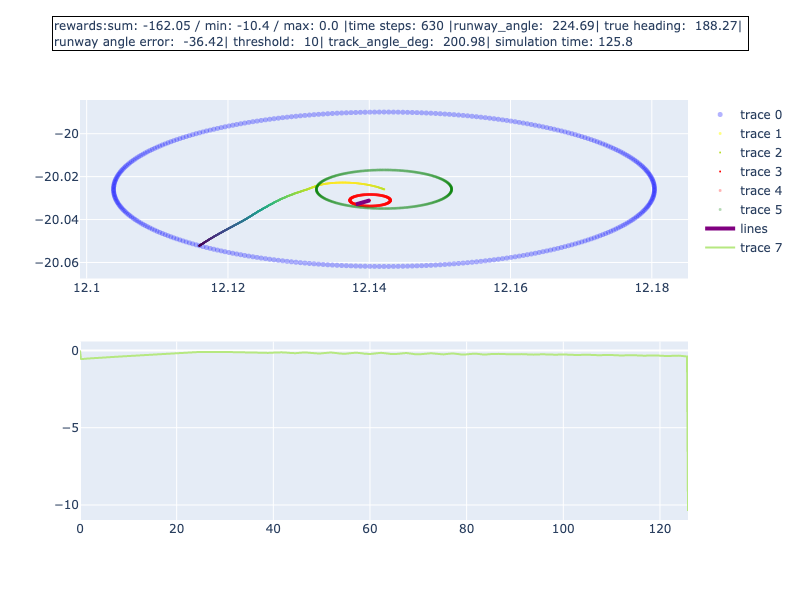 rewards:sum: -162.05 / min: -10.4 / max: 0.0 |time steps: 630 |runway_angle:  224.69| true heading:  188.27|
runway angle error:  -36.42| threshold:  10| track_angle_deg:  200.98| simulation time: 125.8
−20
−20.02
−20.04
−20.06
12.1
12.12
12.14
12.16
12.18
trace 0
trace 1
trace 2
trace 3
trace 4
trace 5
lines
trace 7
0
−5
−10
0
20
40
60
80
100
120